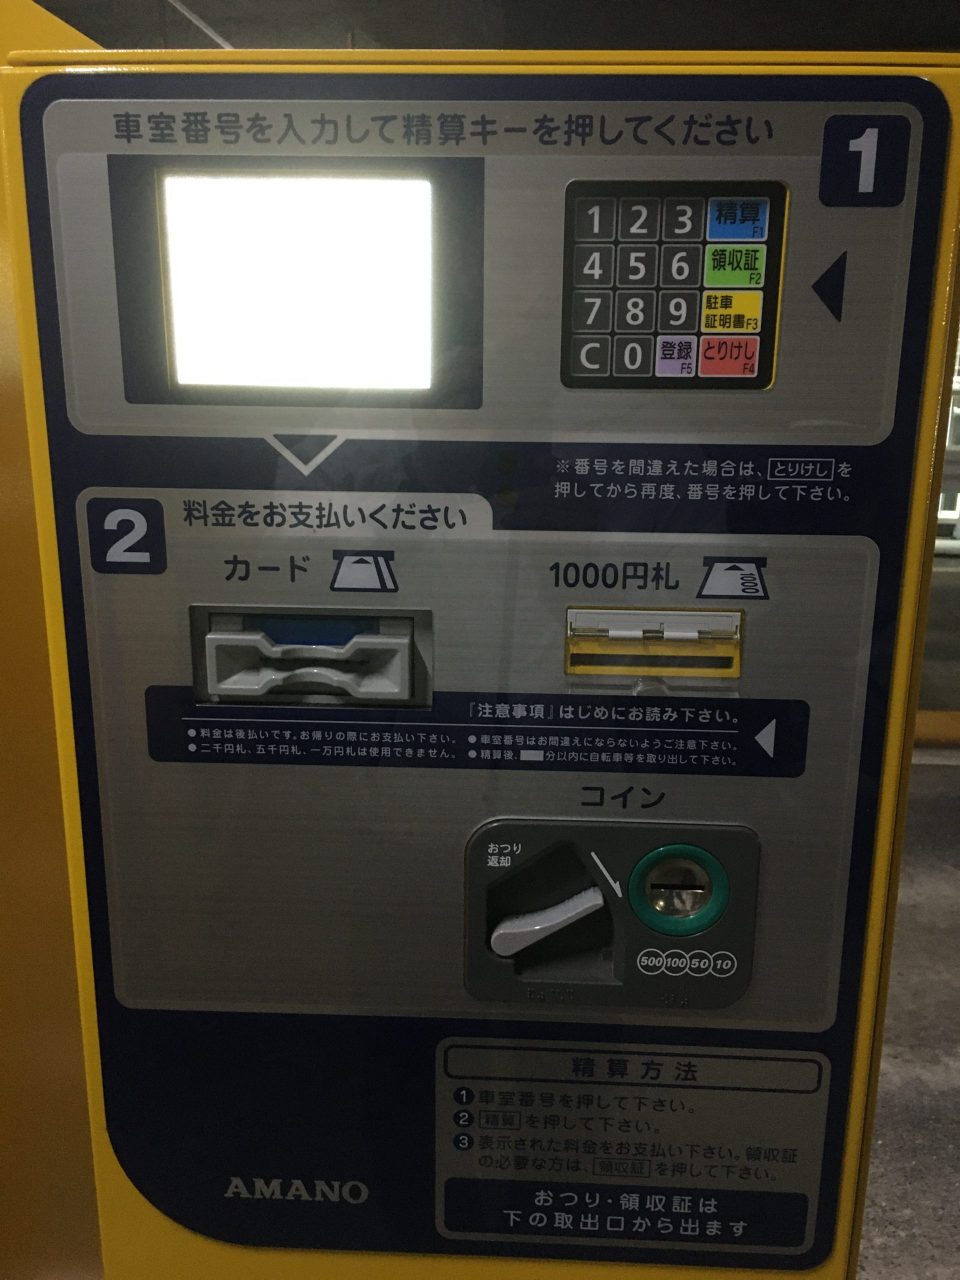 車室番号を入力して精算キーを押してください
1
1 2 3 精算 F1
4 5 6 領収証 F2
7 8 9 駐車証明書 F3
C 0 登録 F5 とりけし F4
※番号を間違えた場合は、とりけしを
押してから再度、番号を押して下さい。
2
料金をお支払いください
カード
1000円札
1000
『注意事項』はじめにお読み下さい。
●料金は後払いです。お帰りの際にお支払い下さい。
●二千円札、五千円札、一万円札は使用できません。
●車室番号はお間違えにならないようご注意下さい。
●精算後、 分以内に自転車等を取り出して下さい。
コイン
おつり
返却
500 100 50 10
精算方法
1 車室番号を押して下さい。
2 精算を押して下さい。
3 表示された料金をお支払い下さい。領収証
の必要な方は、領収証を押して下さい。
おつり・領収証は
下の取出口から出ます
AMANO